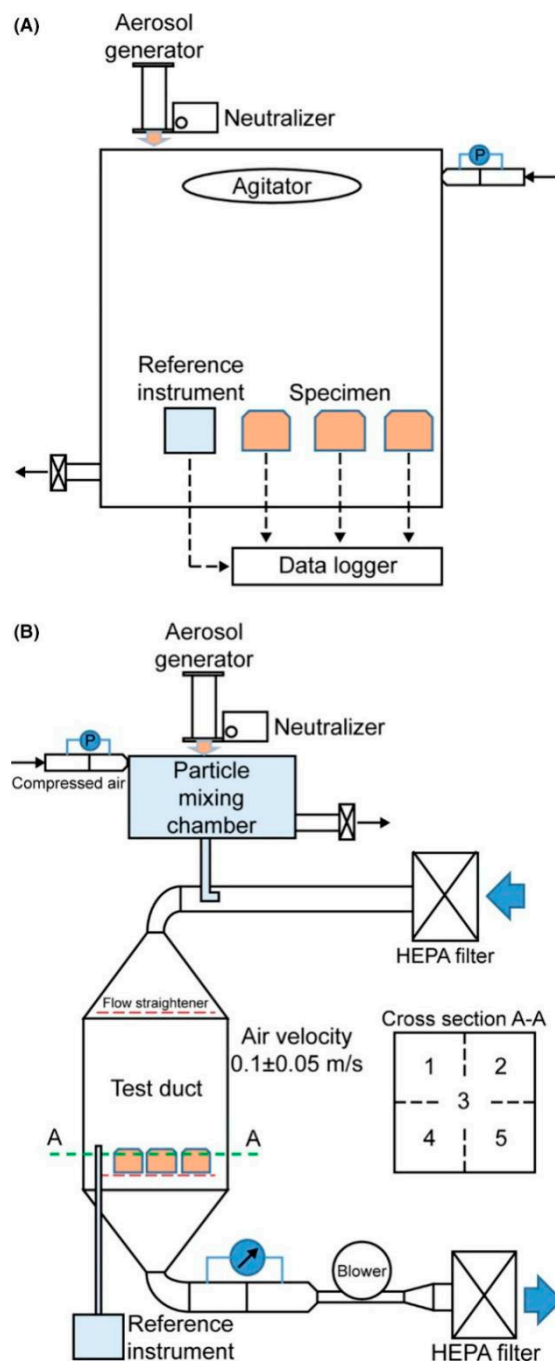 (A)
Aerosol
generator
Neutralizer
P
Agitator
Reference
instrument
Specimen
Data logger
(B)
Aerosol
generator
Neutralizer
P
Compressed air
Particle
mixing
chamber
HEPA filter
Flow straightener
Air velocity
0.1±0.05 m/s
Cross section A-A
1 2
3
4 5
Test duct
A A
Blower
Reference
instrument
HEPA filter